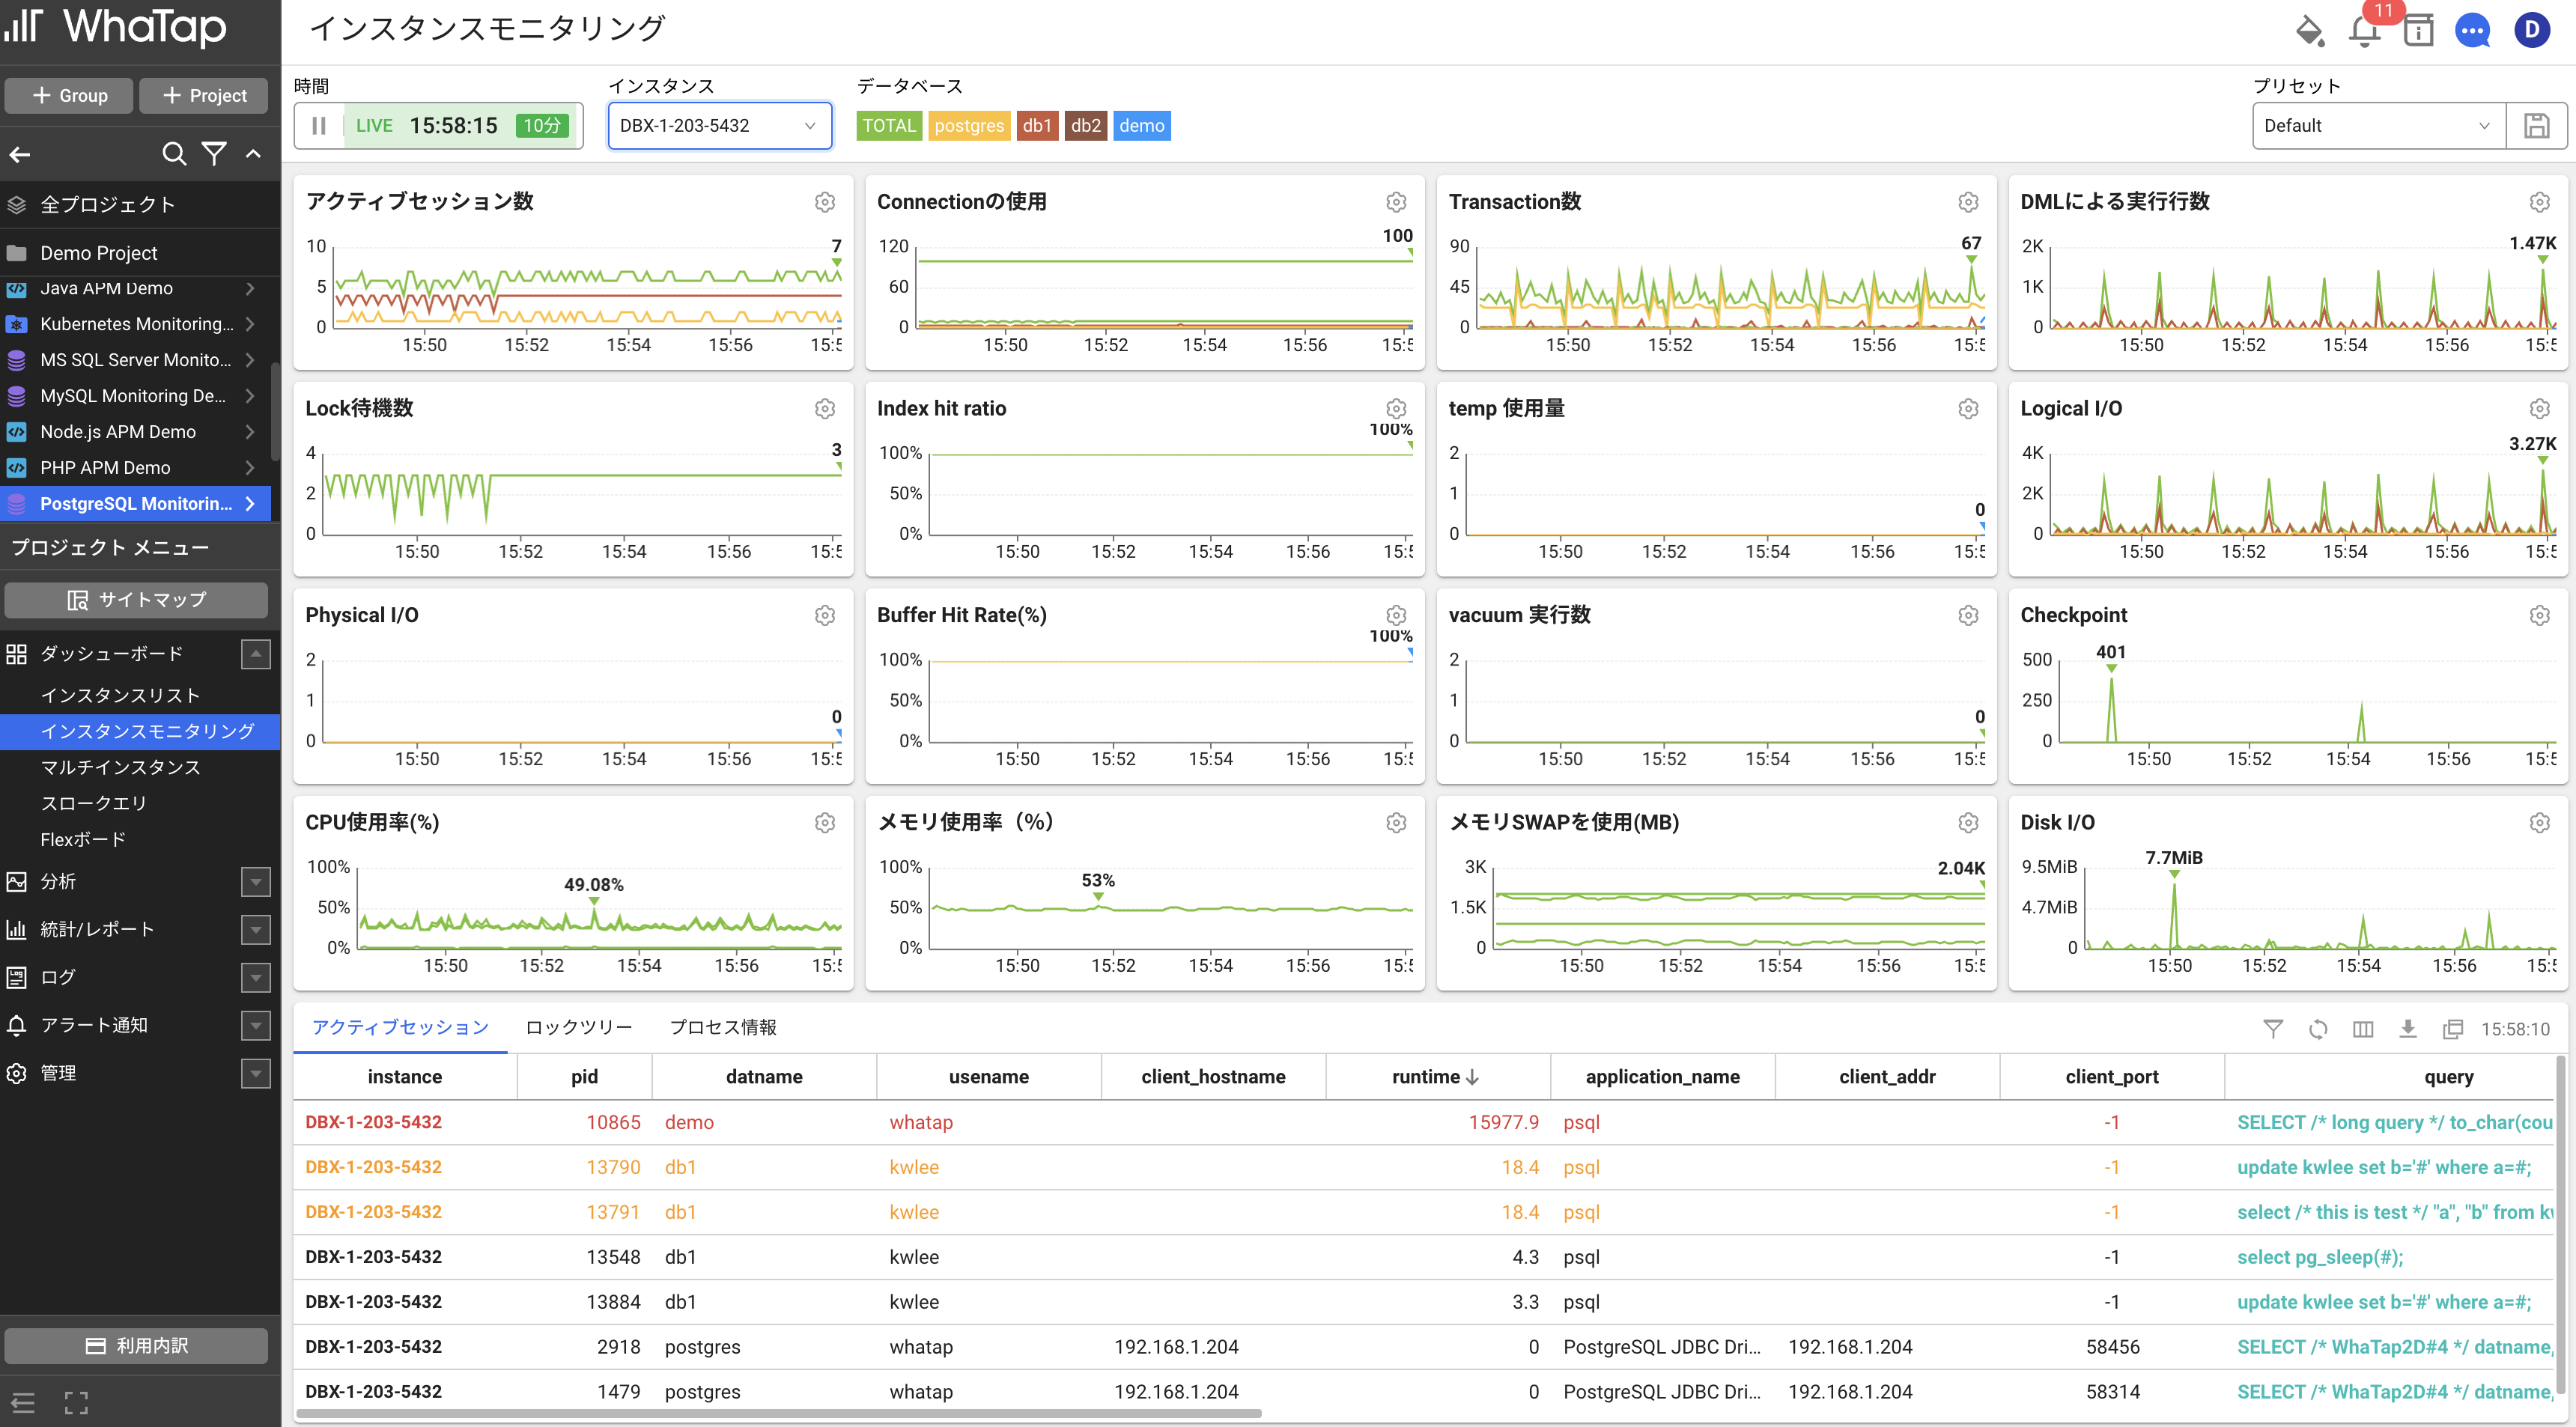 WhaTap
インスタンスモニタリング
11
D
Group
Project
時間
LIVE 15:58:15 10分
インスタンス
DBX-1-203-5432
データベース
TOTAL postgres db1 db2 demo
プリセット
Default
全プロジェクト
Demo Project
Java APM Demo
Kubernetes Monitoring...
MS SQL Server Monito...
MySQL Monitoring De...
Node.js APM Demo
PHP APM Demo
PostgreSQL Monitorin...
プロジェクト メニュー
サイトマップ
ダッシューボード
インスタンスリスト
インスタンスモニタリング
マルチインスタンス
スロークエリ
Flexボード
分析
統計/レポート
ログ
アラート通知
管理
利用内訳
アクティブセッション数
10
5
0
7
15:50 15:52 15:54 15:56 15:5
Connectionの使用
120
60
0
100
15:50 15:52 15:54 15:56 15:5
Transaction数
90
45
0
67
15:50 15:52 15:54 15:56 15:5
DMLによる実行行数
2K
1K
0
1.47K
15:50 15:52 15:54 15:56 15:5
Lock待機数
4
2
0
3
15:50 15:52 15:54 15:56 15:5
Index hit ratio
100%
100%
50%
0%
15:50 15:52 15:54 15:56 15:5
temp 使用量
2
1
0
0
15:50 15:52 15:54 15:56 15:5
Logical I/O
4K
2K
0
3.27K
15:50 15:52 15:54 15:56 15:5
Physical I/O
2
1
0
0
15:50 15:52 15:54 15:56 15:5
Buffer Hit Rate(%)
100%
100%
50%
0%
15:50 15:52 15:54 15:56 15:5
vacuum 実行数
2
1
0
0
15:50 15:52 15:54 15:56 15:5
Checkpoint
401
500
250
0
15:50 15:52 15:54 15:56 15:5
CPU使用率(%)
100%
50%
0%
49.08%
15:50 15:52 15:54 15:56 15:5
メモリ使用率（%）
100%
50%
0%
53%
15:50 15:52 15:54 15:56 15:5
メモリSWAPを使用(MB)
3K
1.5K
0
2.04K
15:50 15:52 15:54 15:56 15:5
Disk I/O
7.7MiB
9.5MiB
4.7MiB
0
15:50 15:52 15:54 15:56 15:5
アクティブセッション ロックツリー プロセス情報 15:58:10
instance pid datname usename client_hostname runtime application_name client_addr client_port query
DBX-1-203-5432 10865 demo whatap 15977.9 psql -1 SELECT /* long query */ to_char(cou
DBX-1-203-5432 13790 db1 kwlee 18.4 psql -1 update kwlee set b='#' where a=#;
DBX-1-203-5432 13791 db1 kwlee 18.4 psql -1 select /* this is test */ "a", "b" from
DBX-1-203-5432 13548 db1 kwlee 4.3 psql -1 select pg_sleep(#);
DBX-1-203-5432 13884 db1 kwlee 3.3 psql -1 update kwlee set b='#' where a=#;
DBX-1-203-5432 2918 postgres whatap 192.168.1.204 0 PostgreSQL JDBC Dri... 192.168.1.204 58456 SELECT /* WhaTap2D#4 */ datname,
DBX-1-203-5432 1479 postgres whatap 192.168.1.204 0 PostgreSQL JDBC Dri... 192.168.1.204 58314 SELECT /* WhaTap2D#4 */ datname,